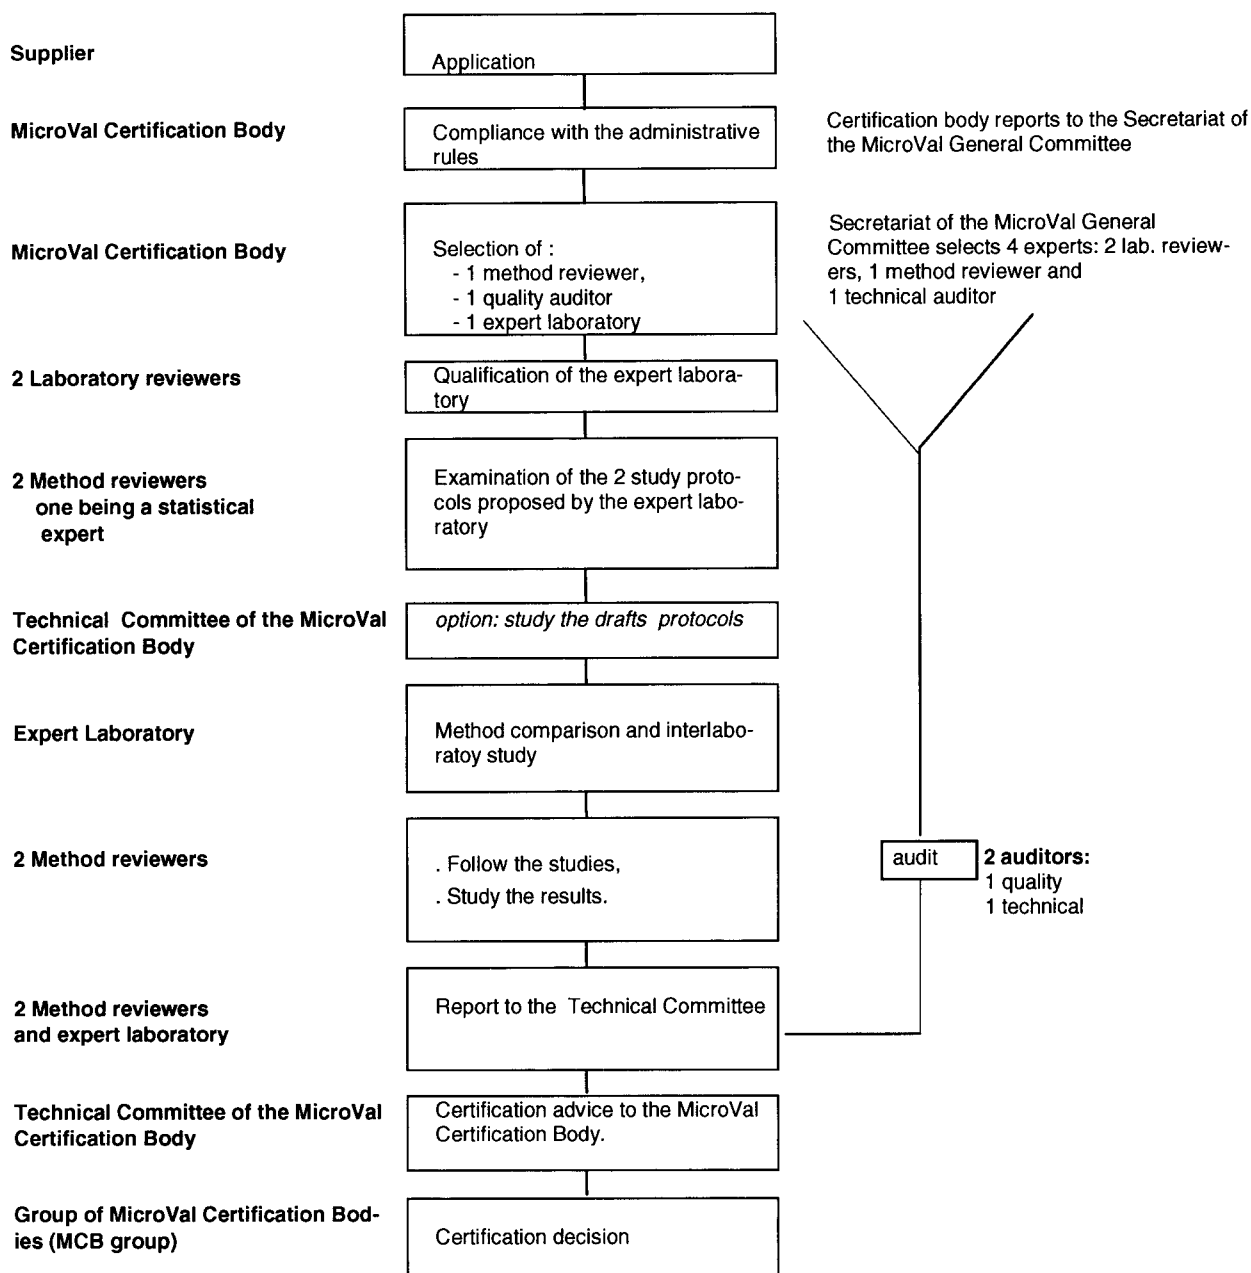 Supplier
Application
MicroVal Certification Body
Compliance with the administrative
rules
Certification body reports to the Secretariat of
the MicroVal General Committee
MicroVal Certification Body
Selection of :
- 1 method reviewer,
- 1 quality auditor
- 1 expert laboratory
Secretariat of the MicroVal General
Committee selects 4 experts: 2 lab. review-
ers, 1 method reviewer and
1 technical auditor
2 Laboratory reviewers
Qualification of the expert labora-
tory
2 Method reviewers
one being a statistical
expert
Examination of the 2 study proto-
cols proposed by the expert labo-
ratory
Technical Committee of the MicroVal
Certification Body
option: study the drafts protocols
Expert Laboratory
Method comparison and interlabo-
ratoy study
2 Method reviewers
. Follow the studies,
. Study the results.
audit
2 auditors:
1 quality
1 technical
2 Method reviewers
and expert laboratory
Report to the Technical Committee
Technical Committee of the MicroVal
Certification Body
Certification advice to the MicroVal
Certification Body.
Group of MicroVal Certification Bod-
ies (MCB group)
Certification decision